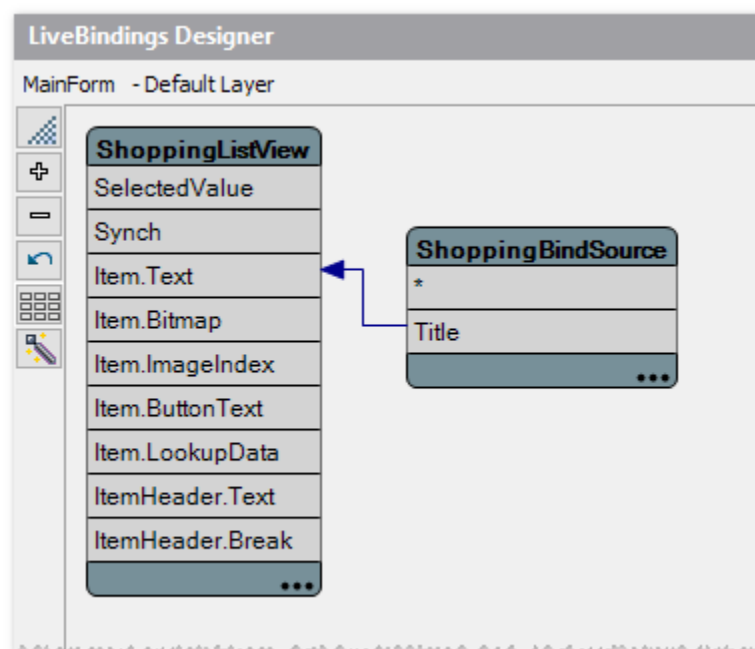 LiveBindings Designer
MainForm - Default Layer
ShoppingListView
SelectedValue
Synch
Item.Text
Item.Bitmap
Item.ImageIndex
Item.ButtonText
Item.LookupData
ItemHeader.Text
ItemHeader.Break
ShoppingBindSource
*
Title